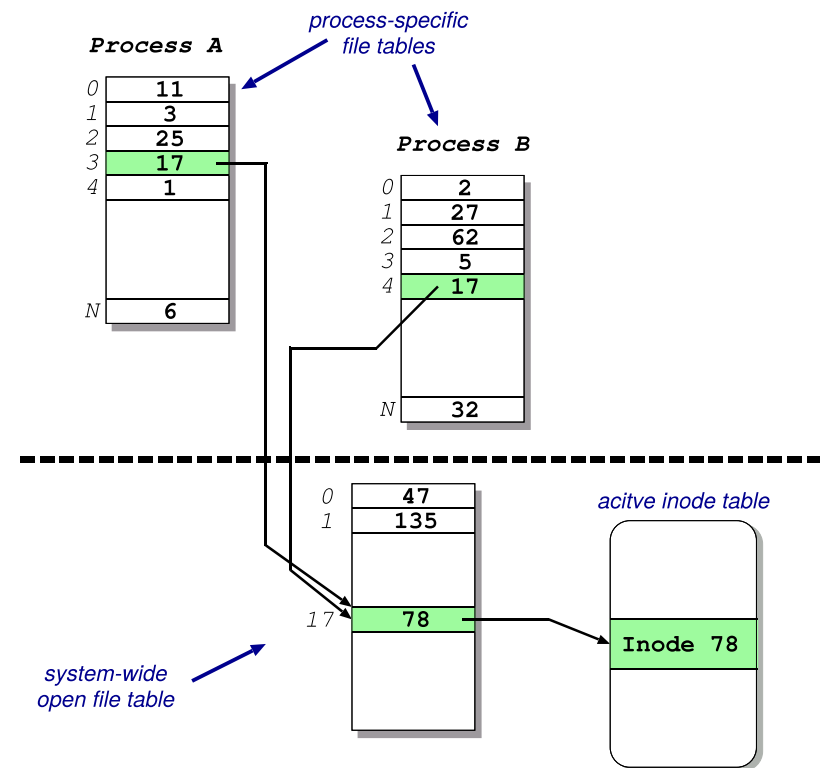 process-specific
file tables
Process A
0 11
1 3
2 25
3 17
4 1
N 6
Process B
0 2
1 27
2 62
3 5
4 17
N 32
0 47
1 135
17 78
system-wide
open file table
acitve inode table
Inode 78